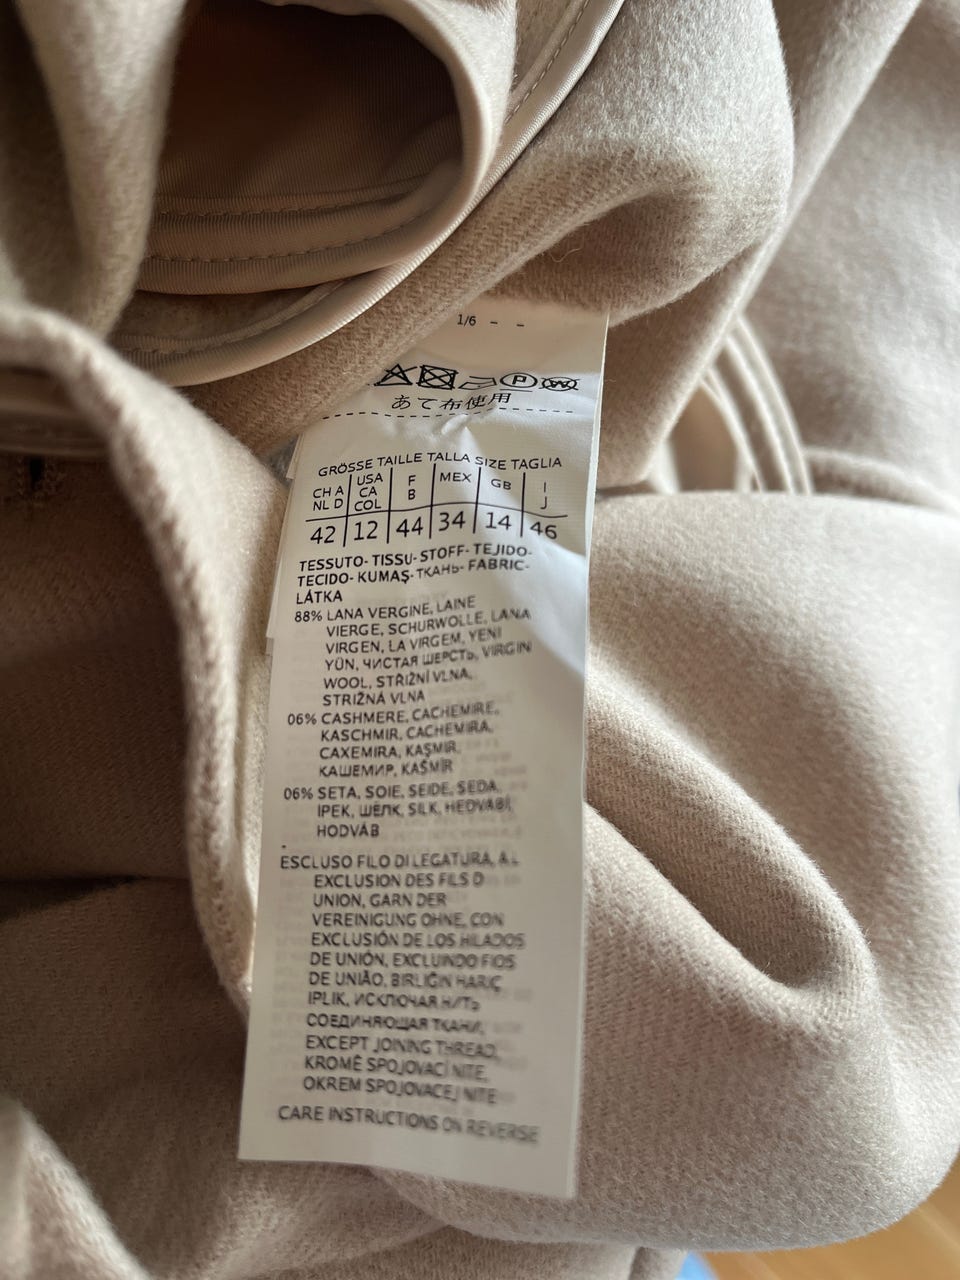 1/6 - -
P W
あて布使用
GRÖSSE TAILLE TALLA SIZE TAGLIA
CH A NL D USA CA COL F B MEX GB I J
42 12 44 34 14 46
TESSUTO- TISSU- STOFF- TEJIDO-
TECIDO- KUMAŞ- ТКАНЬ- FABRIC-
LÁTKA
88% LANA VERGINE, LAINE
VIERGE, SCHURWOLLE, LANA
VIRGEN, LA VIRGEM, YENI
YÜN, ЧИСТАЯ ШЕРСТЬ, VIRGIN
WOOL, STŘIŽNÍ VLNA,
STRIŽNÁ VLNA
06% CASHMERE, CACHEMIRE,
KASCHMIR, CACHEMIRA,
CAXEMIRA, KAŞMIR,
КАШЕМИР, KAŠMÍR
06% SETA, SOIE, SEIDE, SEDA,
IPEK, ШЁЛК, SILK, HEDVÁBÍ,
HODVÁB
-
ESCLUSO FILO DI LEGATURA, A L
EXCLUSION DES FILS D
UNION, GARN DER
VEREINIGUNG OHNE, CON
EXCLUSIÓN DE LOS HILADOS
DE UNIÓN, EXCLUINDO FIOS
DE UNIÃO, BIRLIĞIN HARIÇ
IPLIK, ИСКЛЮЧАЯ НИТЬ
СОЕДИНЯЮЩАЯ ТКАНИ,
EXCEPT JOINING THREAD,
KROMĚ SPOJOVACÍ NITE,
OKREM SPOJOVACEJ NITE
CARE INSTRUCTIONS ON REVERSE